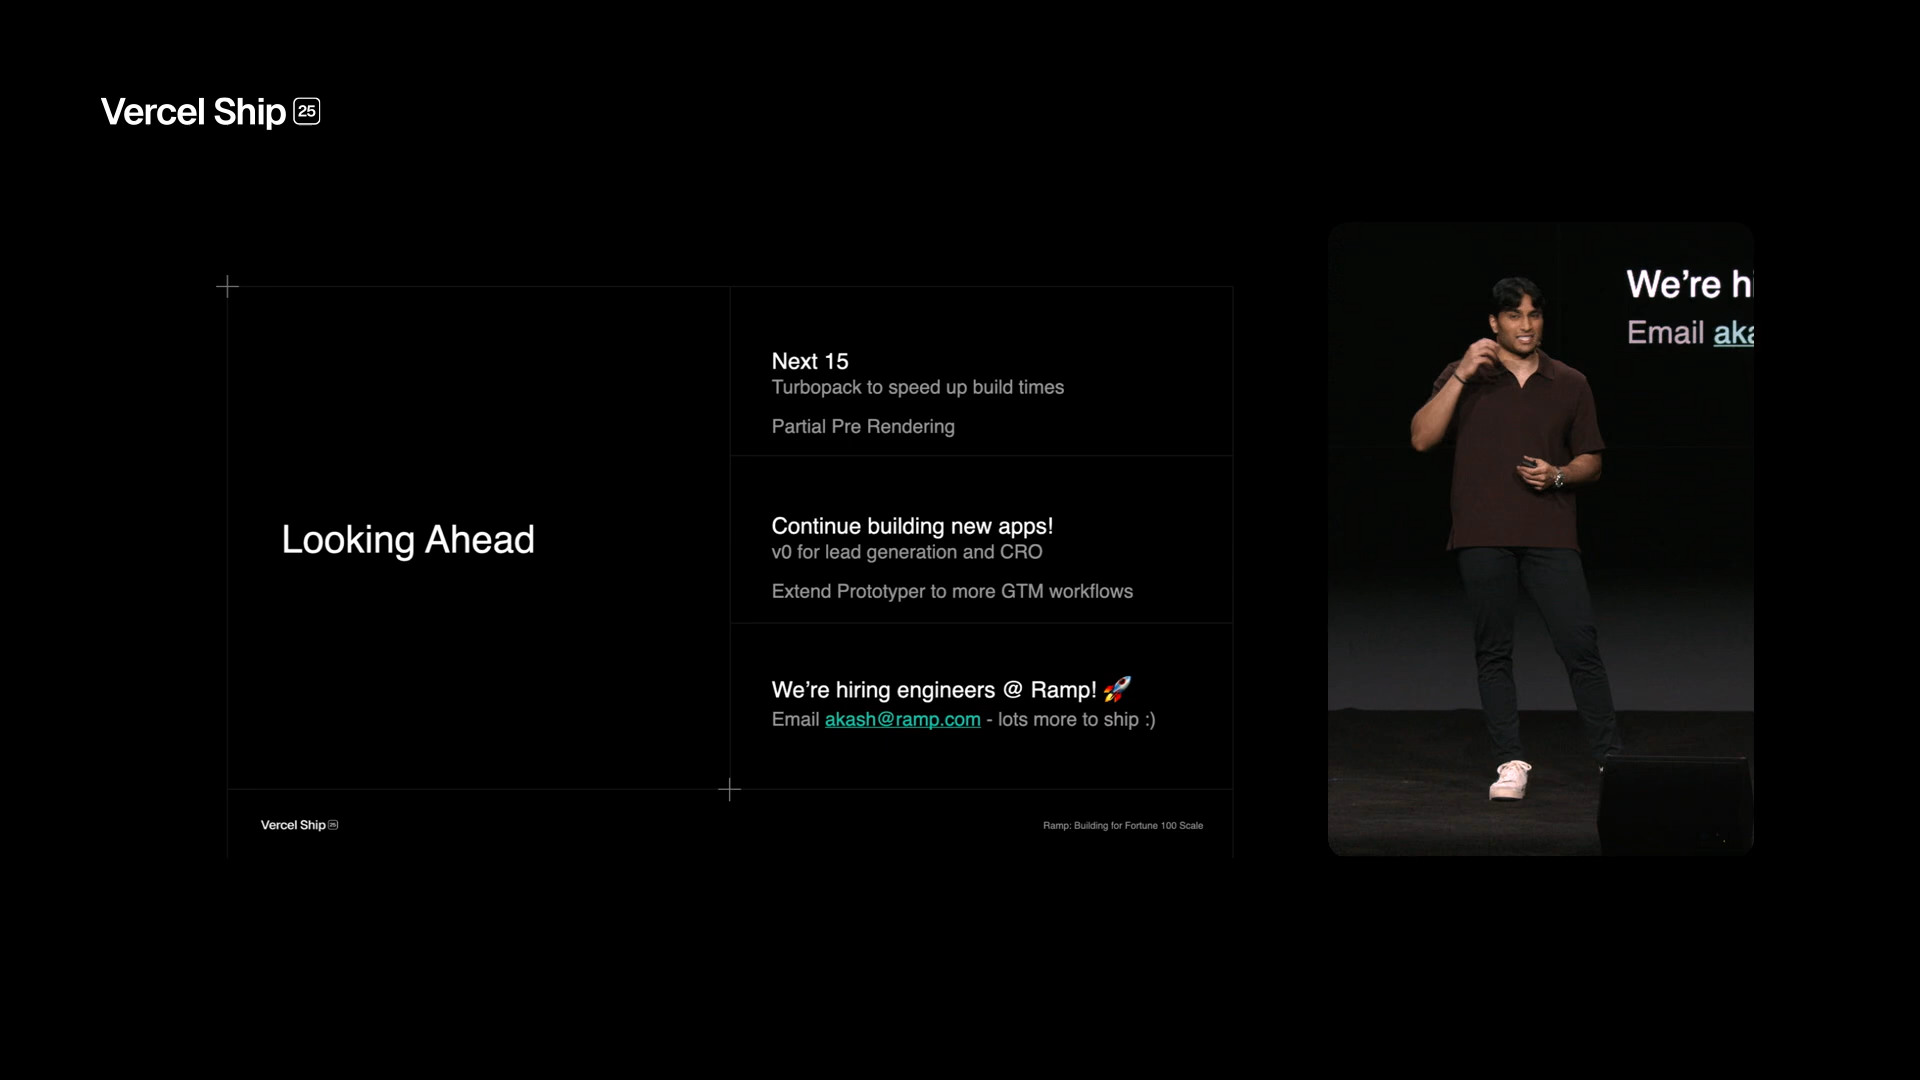 Vercel Ship 25
Looking Ahead
Next 15
Turbopack to speed up build times
Partial Pre Rendering
Continue building new apps!
v0 for lead generation and CRO
Extend Prototyper to more GTM workflows
We’re hiring engineers @ Ramp! 🚀
Email akash@ramp.com - lots more to ship :)
Vercel Ship 25
Ramp: Building for Fortune 100 Scale
We’re hi
Email aka